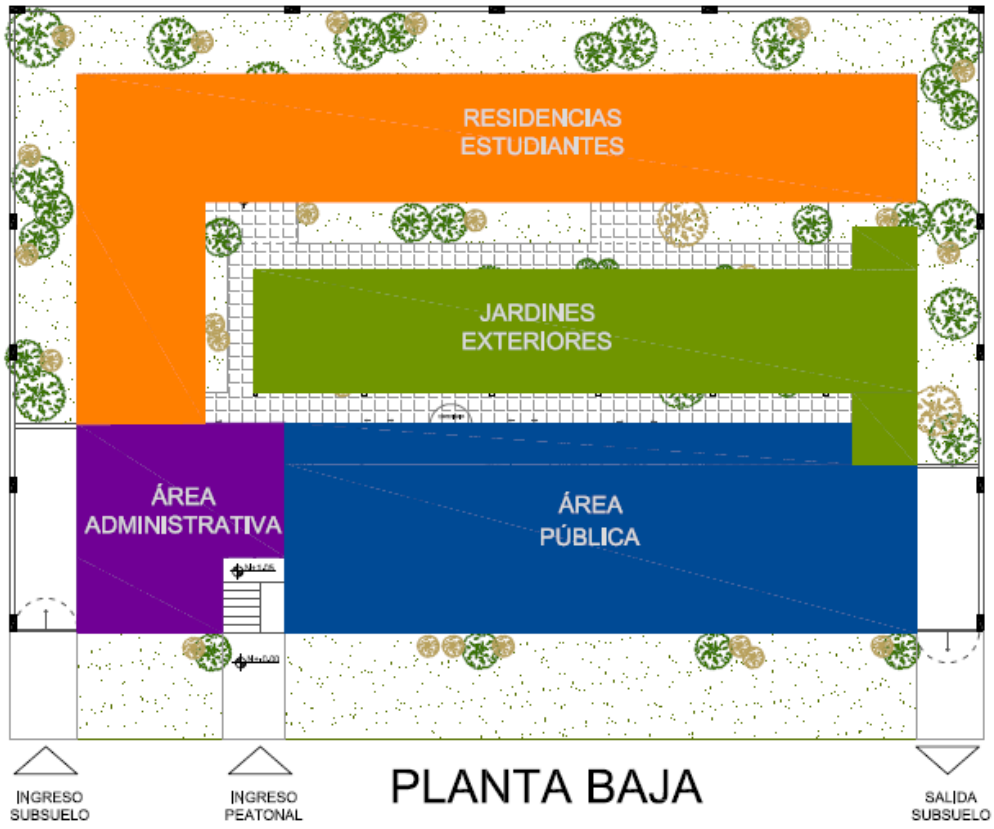 RESIDENCIAS
ESTUDIANTES
JARDINES
EXTERIORES
ÁREA
ADMINISTRATIVA
ÁREA
PÚBLICA
INGRESO
SUBSUELO
INGRESO
PEATONAL
PLANTA BAJA
SALIDA
SUBSUELO